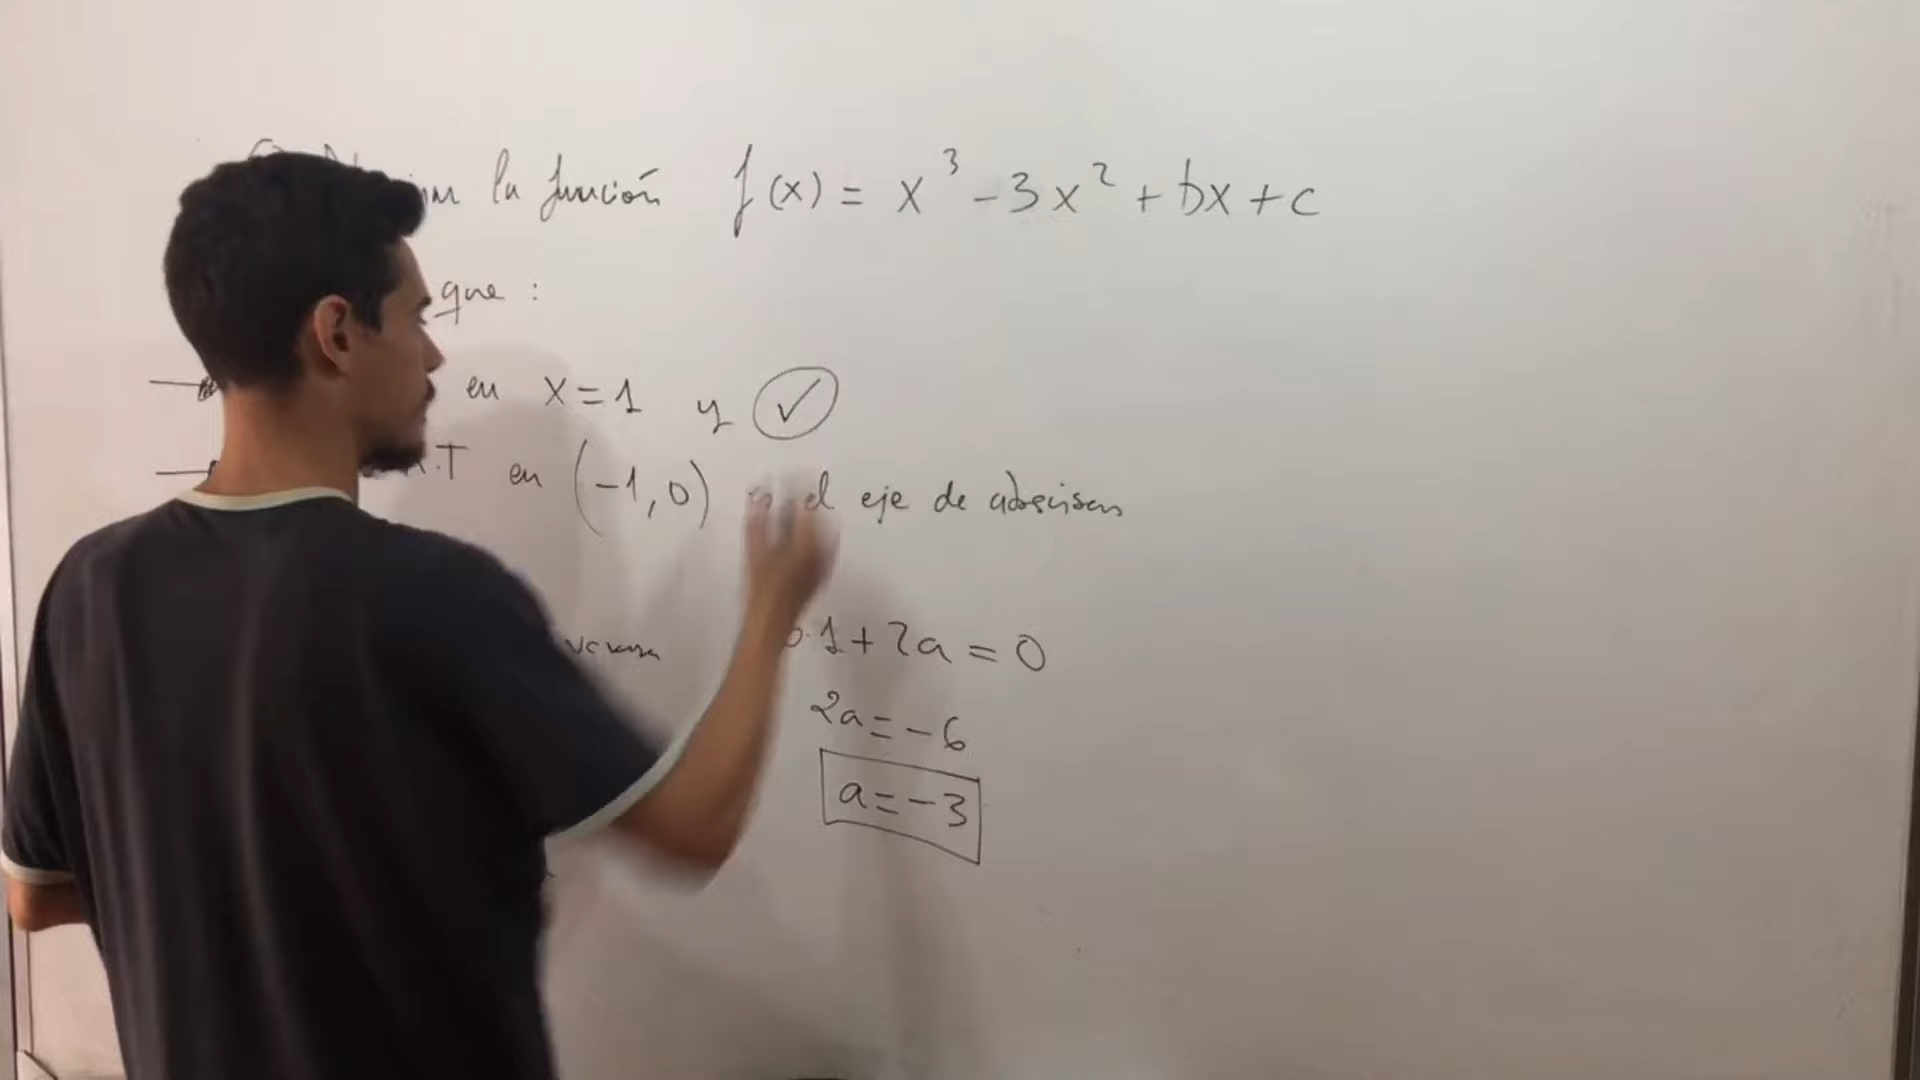 la función f(x) = x³ - 3x² + bx + c
que :
en x = 1 y ✓
.T en (-1, 0) es el eje de abscisas
·1 + 2a = 0
2a = -6
a = -3